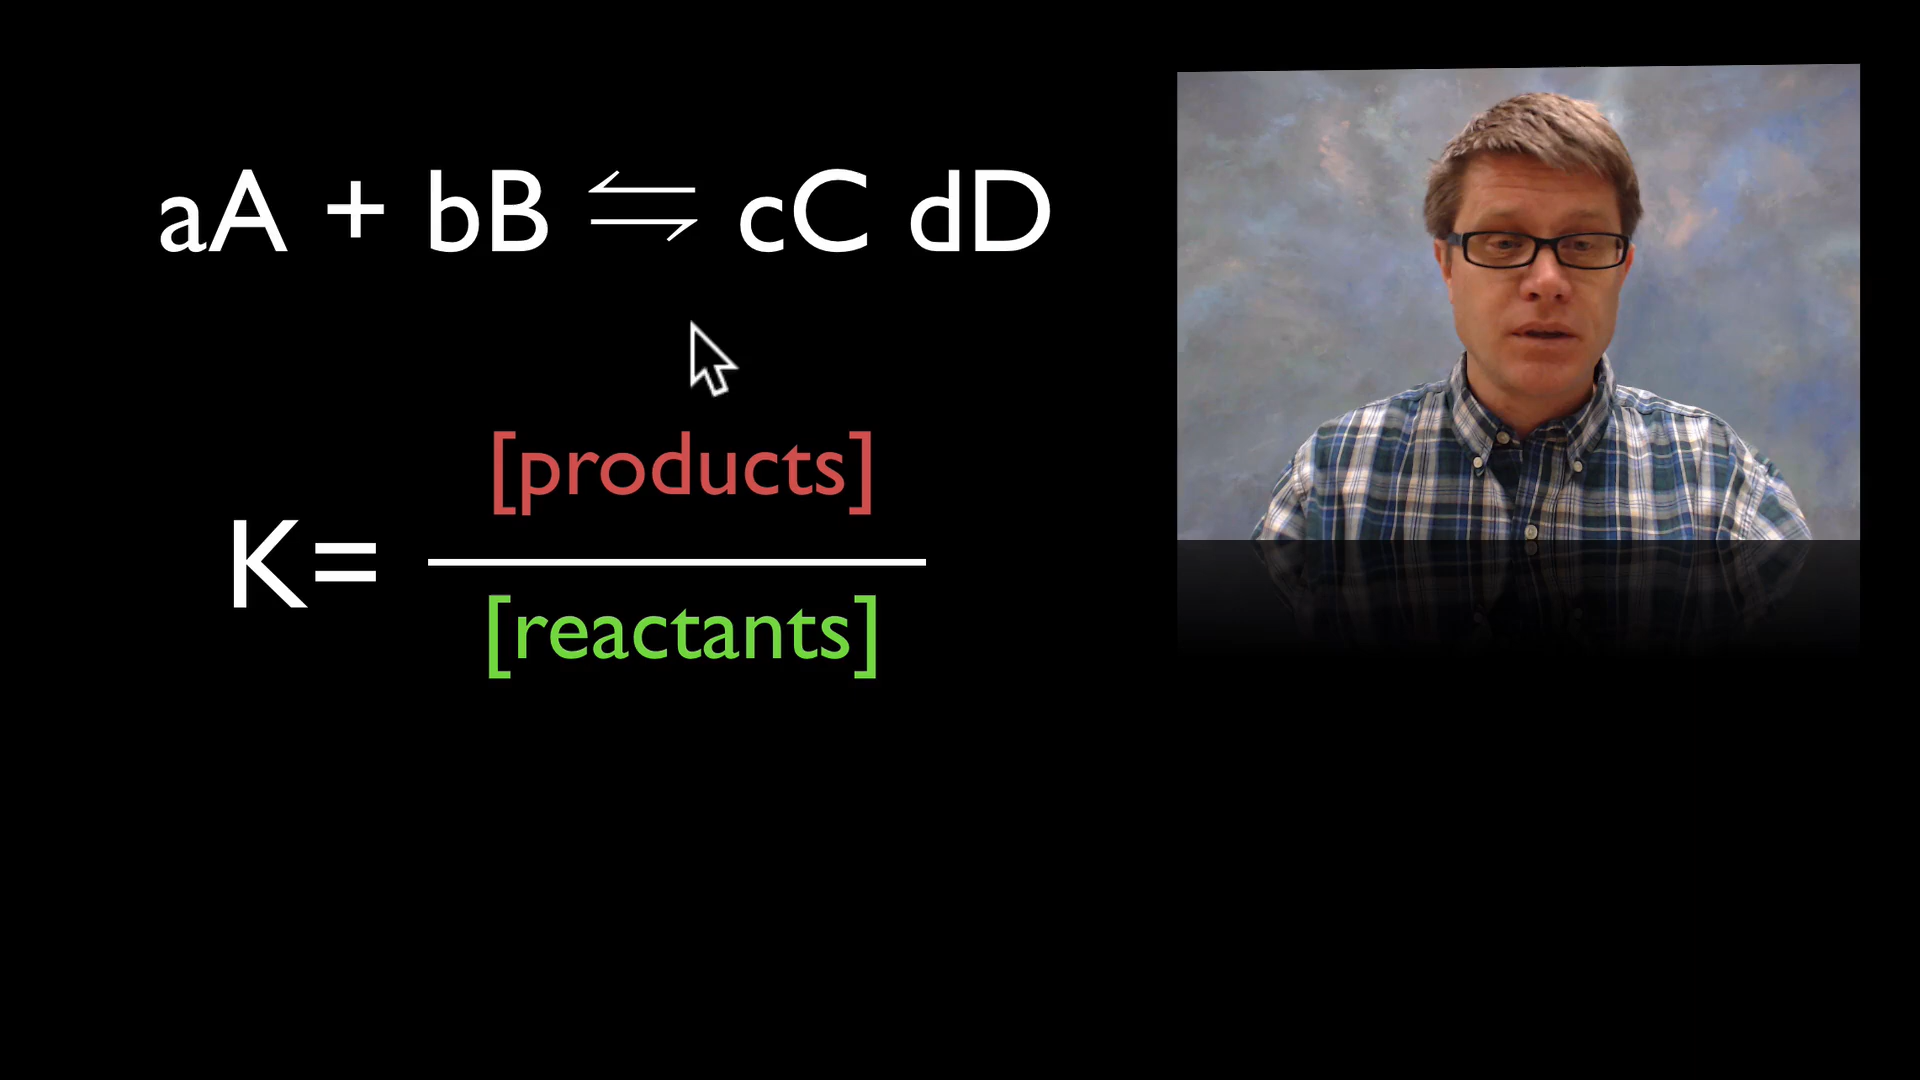 aA + bB ⇋ cC dD
[products]
K=
[reactants]